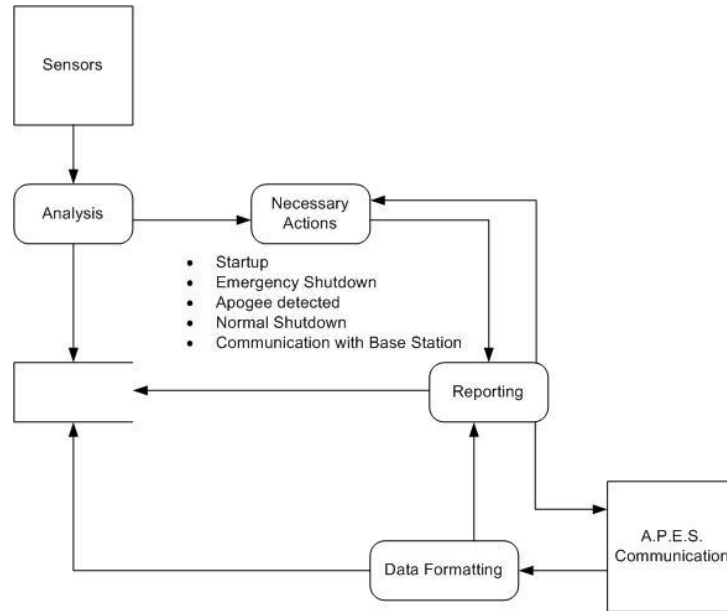 Sensors
Analysis
Necessary
Actions
• Startup
• Emergency Shutdown
• Apogee detected
• Normal Shutdown
• Communication with Base Station
Reporting
A.P.E.S.
Communication
Data Formatting